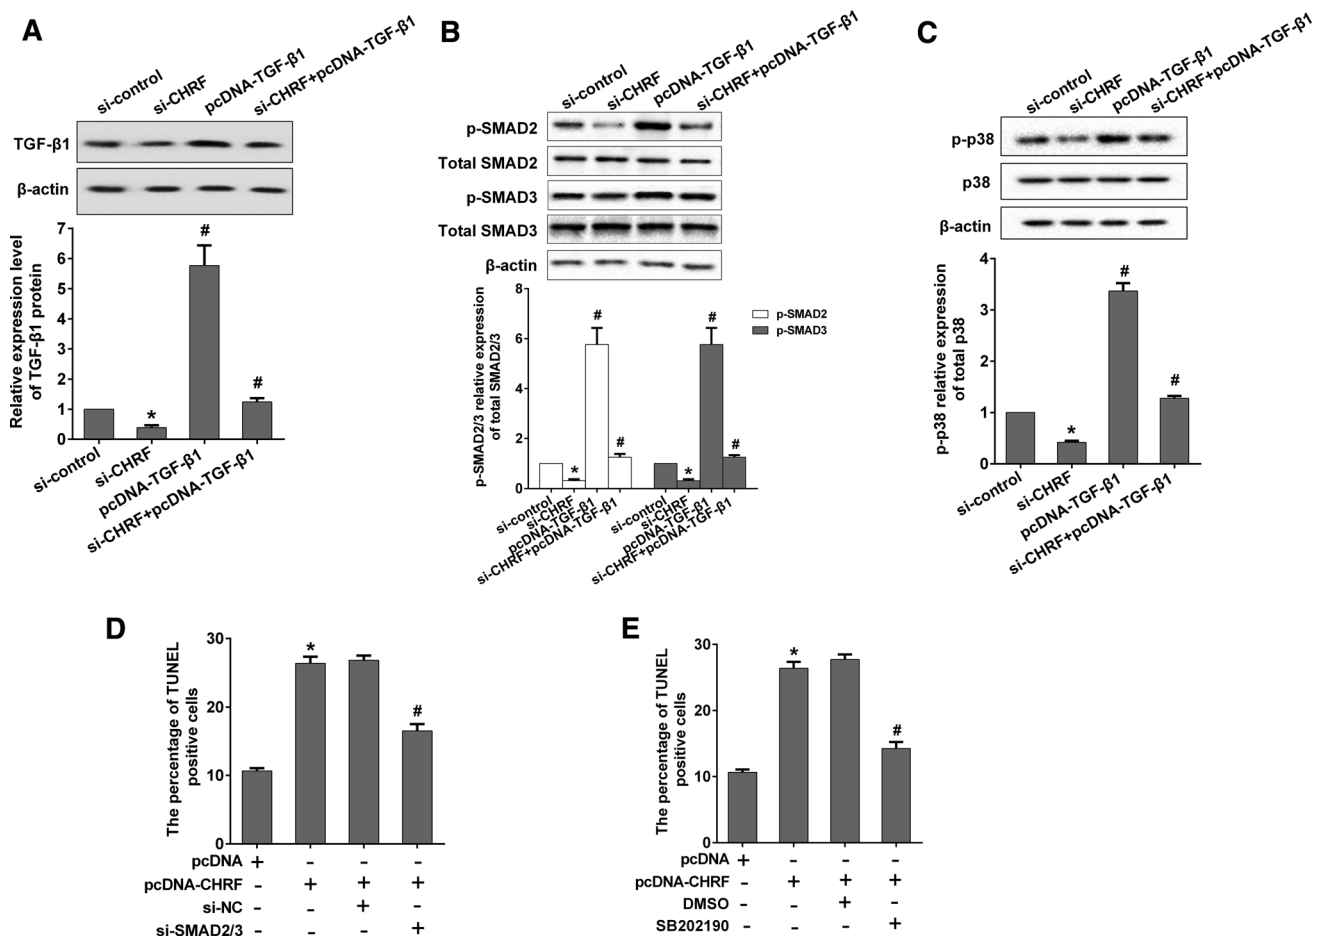 A
si-control
si-CHRF
pcDNA-TGF-β1
si-CHRF+pcDNA-TGF-β1
TGF-β1
β-actin
Relative expression level
of TGF-β1 protein
7
6
5
4
3
2
1
0
*
#
#
si-control
si-CHRF
pcDNA-TGF-β1
si-CHRF+pcDNA-TGF-β1
B
si-control
si-CHRF
pcDNA-TGF-β1
si-CHRF+pcDNA-TGF-β1
p-SMAD2
Total SMAD2
p-SMAD3
Total SMAD3
β-actin
p-SMAD2/3 relative expression
of total SMAD2/3
8
6
4
2
0
*
#
#
*
#
#
p-SMAD2
p-SMAD3
si-control
si-CHRF
pcDNA-TGF-β1
si-CHRF+pcDNA-TGF-β1
si-control
si-CHRF
pcDNA-TGF-β1
si-CHRF+pcDNA-TGF-β1
C
si-control
si-CHRF
pcDNA-TGF-β1
si-CHRF+pcDNA-TGF-β1
p-p38
p38
β-actin
p-p38 relative expression
of total p38
4
3
2
1
0
*
#
#
si-control
si-CHRF
pcDNA-TGF-β1
si-CHRF+pcDNA-TGF-β1
D
The percentage of TUNEL
positive cells
30
20
10
0
*
#
pcDNA + - - -
pcDNA-CHRF - + + +
si-NC - - + -
si-SMAD2/3 - - - +
E
The percentage of TUNEL
positive cells
30
20
10
0
*
#
pcDNA + - - -
pcDNA-CHRF - + + +
DMSO - - + -
SB202190 - - - +